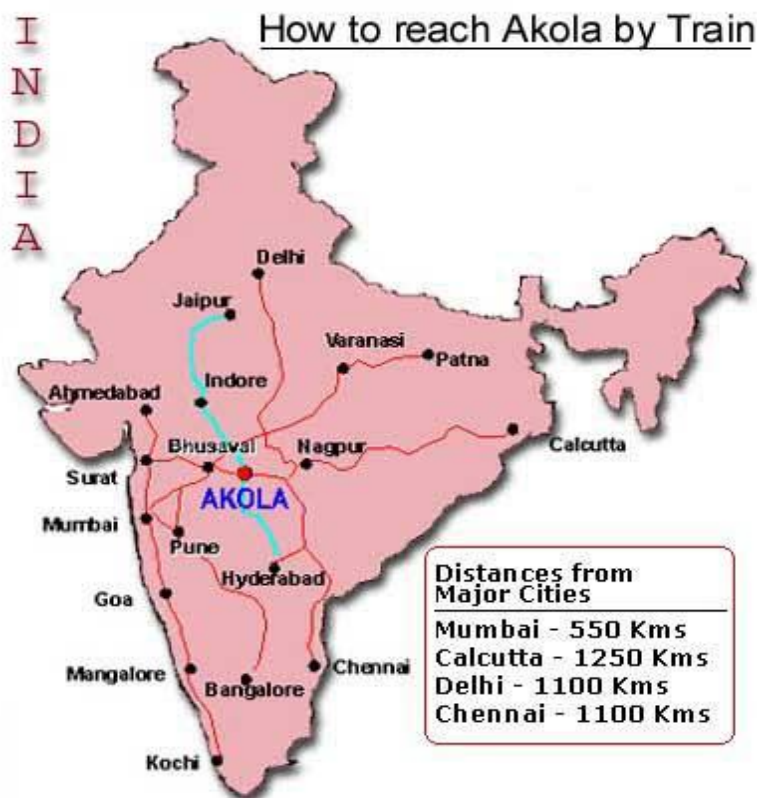 How to reach Akola by Train
INDIA
Delhi
Jaipur
Varanasi
Patna
Indore
Ahmedabad
Calcutta
Bhusaval
Nagpur
Surat
AKOLA
Mumbai
Pune
Hyderabad
Goa
Mangalore
Bangalore
Chennai
Kochi
Distances from
Major Cities
Mumbai - 550 Kms
Calcutta - 1250 Kms
Delhi - 1100 Kms
Chennai - 1100 Kms